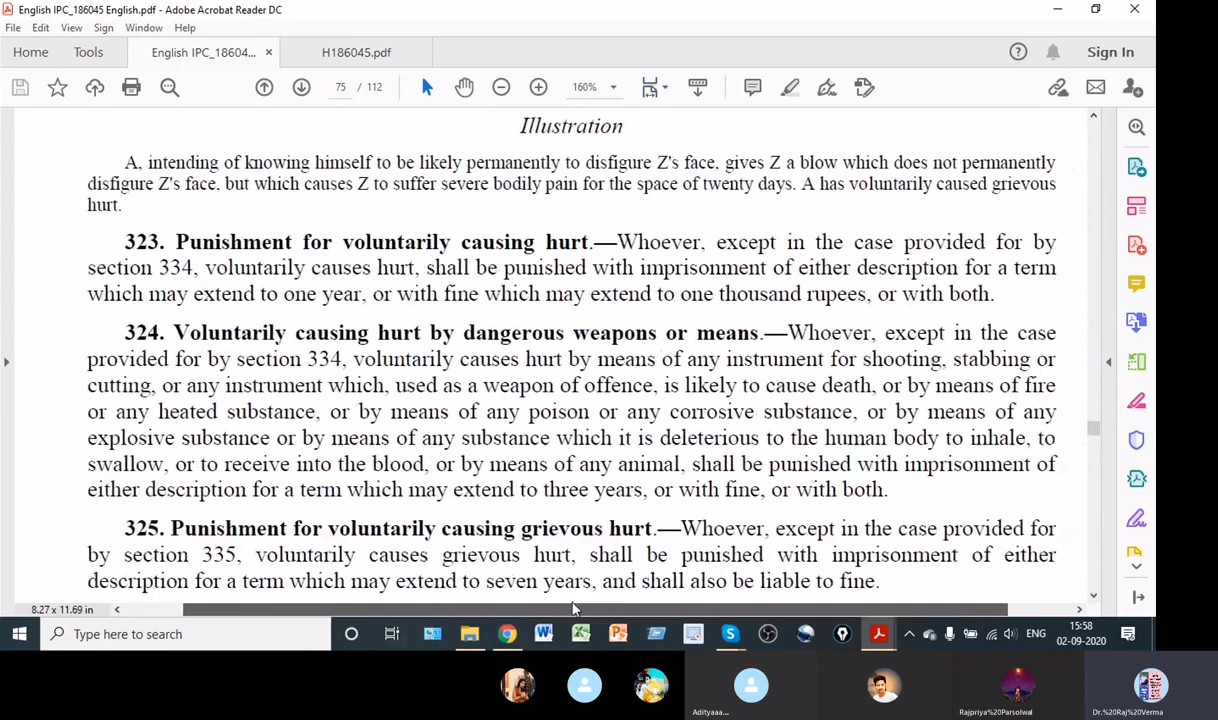 English IPC_186045 English.pdf - Adobe Acrobat Reader DC
File Edit View Sign Window Help
Home Tools English IPC_18604... × H186045.pdf Sign In
75 / 112 160%
Illustration
A, intending of knowing himself to be likely permanently to disfigure Z's face, gives Z a blow which does not permanently
disfigure Z's face, but which causes Z to suffer severe bodily pain for the space of twenty days. A has voluntarily caused grievous
hurt.
323. Punishment for voluntarily causing hurt.—Whoever, except in the case provided for by
section 334, voluntarily causes hurt, shall be punished with imprisonment of either description for a term
which may extend to one year, or with fine which may extend to one thousand rupees, or with both.
324. Voluntarily causing hurt by dangerous weapons or means.—Whoever, except in the case
provided for by section 334, voluntarily causes hurt by means of any instrument for shooting, stabbing or
cutting, or any instrument which, used as a weapon of offence, is likely to cause death, or by means of fire
or any heated substance, or by means of any poison or any corrosive substance, or by means of any
explosive substance or by means of any substance which it is deleterious to the human body to inhale, to
swallow, or to receive into the blood, or by means of any animal, shall be punished with imprisonment of
either description for a term which may extend to three years, or with fine, or with both.
325. Punishment for voluntarily causing grievous hurt.—Whoever, except in the case provided for
by section 335, voluntarily causes grievous hurt, shall be punished with imprisonment of either
description for a term which may extend to seven years, and shall also be liable to fine.
8.27 x 11.69 in
Type here to search
ENG
15:58
02-09-2020
Adityaaa...
Rajpriya%20Parsolwal
Dr.%20Raj%20Verma